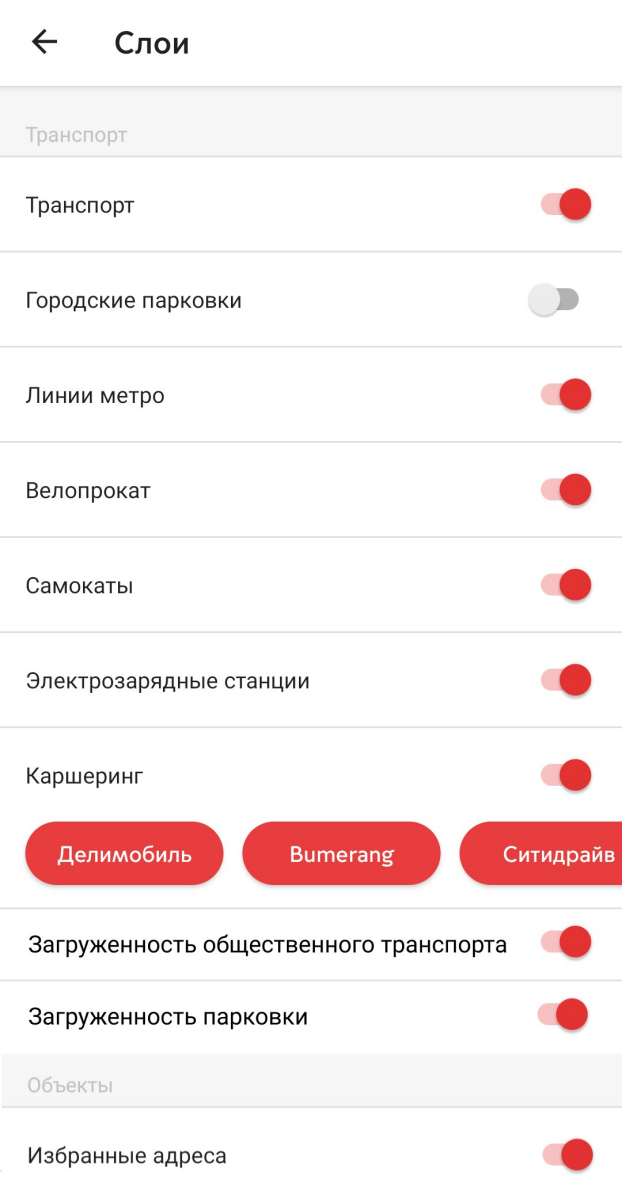 Слои
Транспорт
Транспорт
Городские парковки
Линии метро
Велопрокат
Самокаты
Электрозарядные станции
Каршеринг
Делимобиль Bumerang Ситидрайв
Загруженность общественного транспорта
Загруженность парковки
Объекты
Избранные адреса